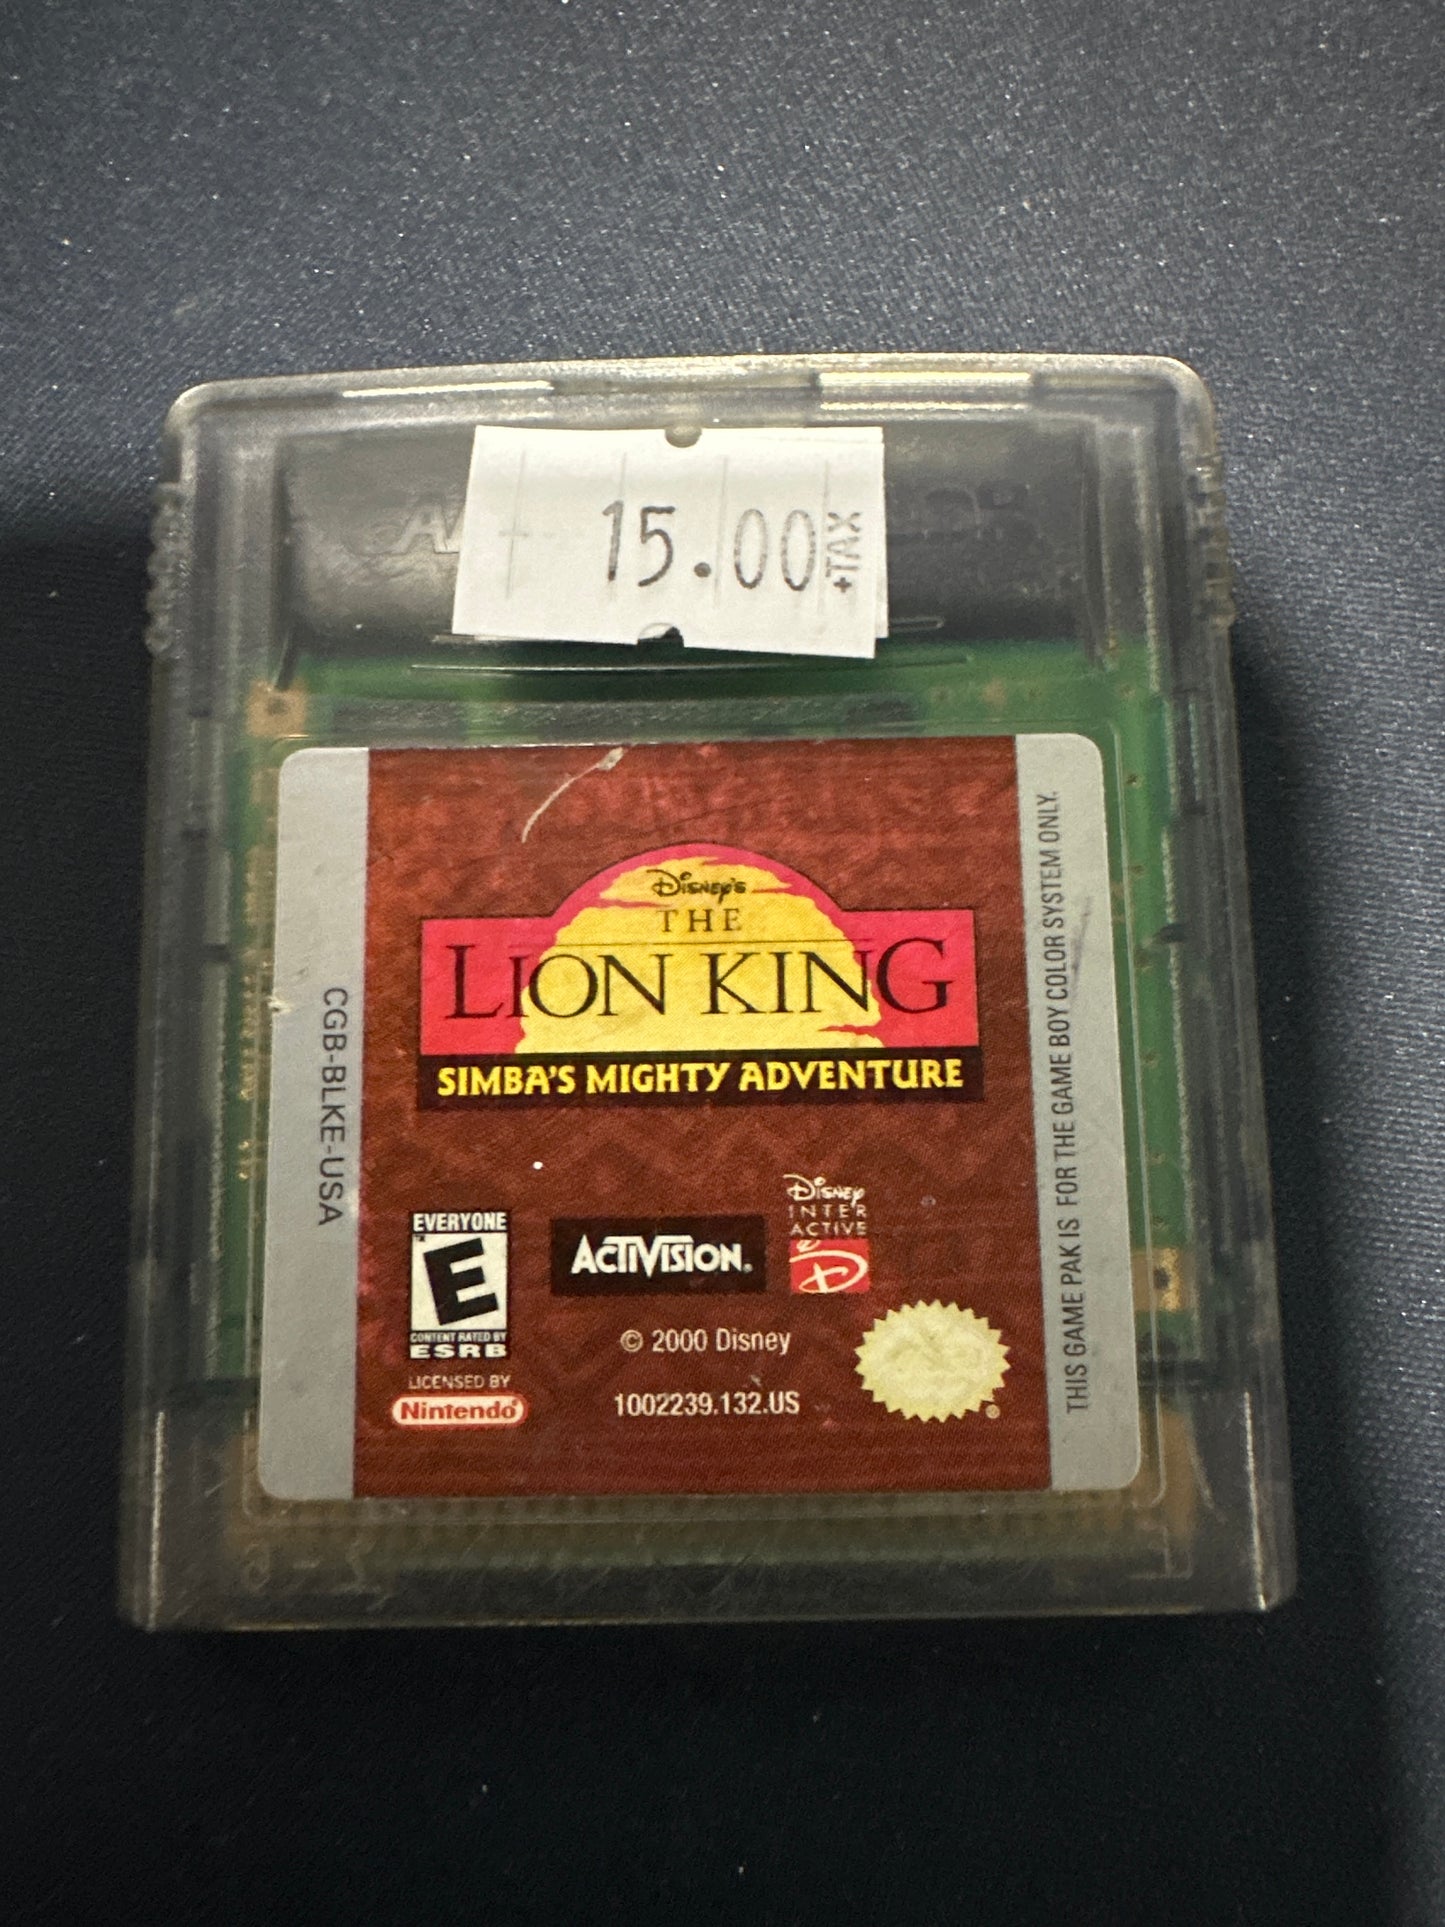 15.00
+TAX
Disney's
THE
LION KING
SIMBA'S MIGHTY ADVENTURE
CGB-BLKE-USA
THIS GAME PAK IS FOR THE GAME BOY COLOR SYSTEM ONLY.
EVERYONE
E
CONTENT RATED BY
ESRB
ACTIVISION®
Disney
INTER
ACTIVE
D
© 2000 Disney
LICENSED BY
Nintendo®
1002239.132.US
®